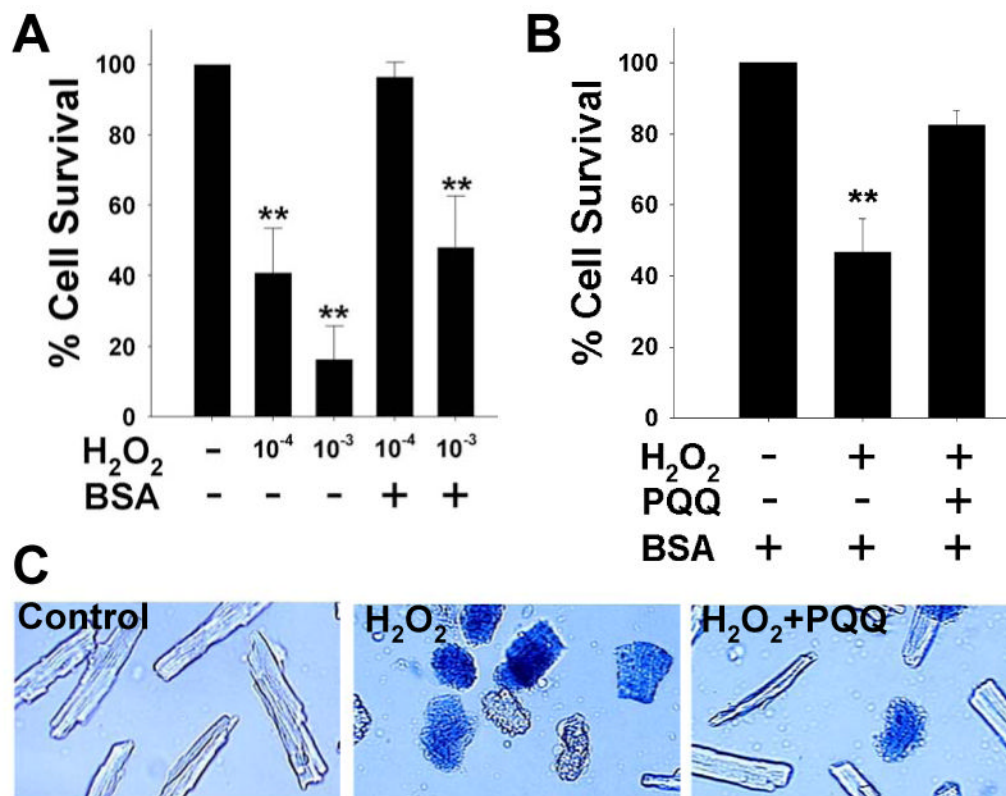 A
% Cell Survival
100
80
60
40
20
0
**
**
**
H₂O₂ - 10⁻⁴ 10⁻³ 10⁻⁴ 10⁻³
BSA - - - + +
B
% Cell Survival
100
80
60
40
20
0
**
H₂O₂ - + +
PQQ - - +
BSA + + +
C
Control
H₂O₂
H₂O₂+PQQ